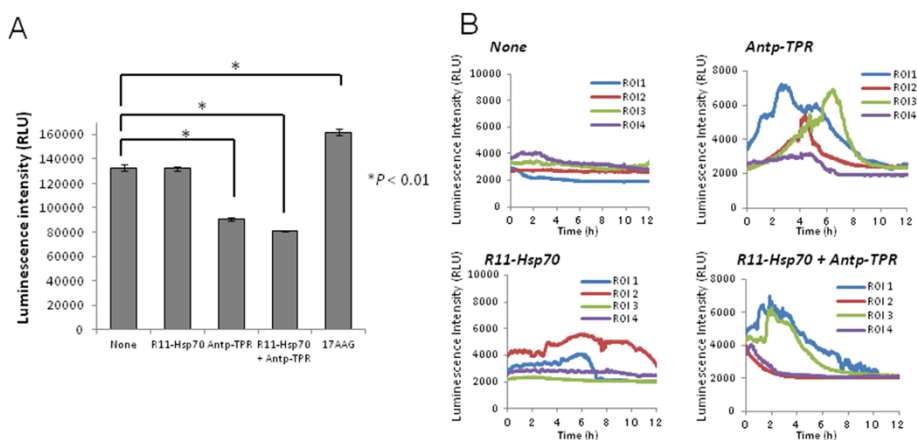 A
Luminescence intensity (RLU)
160000
140000
120000
100000
80000
60000
40000
20000
0
*
*
*
*P < 0.01
None
R11-Hsp70
Antp-TPR
R11-Hsp70
+ Antp-TPR
17AAG
B
None
Luminescence Intensity (RLU)
10000
8000
6000
4000
2000
0
ROI1
ROI2
ROI3
ROI4
0 2 4 6 8 10 12
Time (h)
Antp-TPR
Luminescence Intensity (RLU)
8000
6000
4000
2000
0
ROI1
ROI2
ROI3
ROI4
0 2 4 6 8 10 12
Time (h)
R11-Hsp70
Luminescence Intensity (RLU)
10000
8000
6000
4000
2000
0
ROI 1
ROI 2
ROI 3
ROI 4
0 2 4 6 8 10 12
Time (h)
R11-Hsp70 + Antp-TPR
Luminescence Intensity (RLU)
8000
6000
4000
2000
0
ROI 1
ROI 2
ROI 3
ROI 4
0 2 4 6 8 10 12
Time (h)